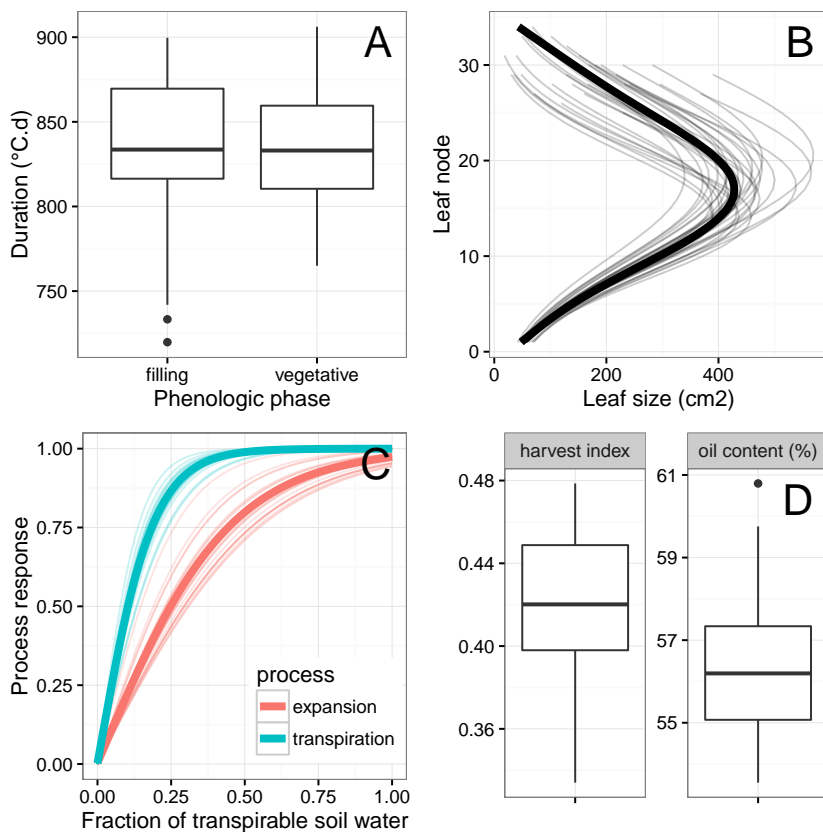 A
900
850
800
750
Duration (°C.d)
filling
vegetative
Phenologic phase
B
30
20
10
0
Leaf node
0
200
400
Leaf size (cm2)
C
1.00
0.75
0.50
0.25
0.00
Process response
process
expansion
transpiration
0.00
0.25
0.50
0.75
1.00
Fraction of transpirable soil water
harvest index
0.48
0.44
0.40
0.36
oil content (%)
D
61
59
57
55